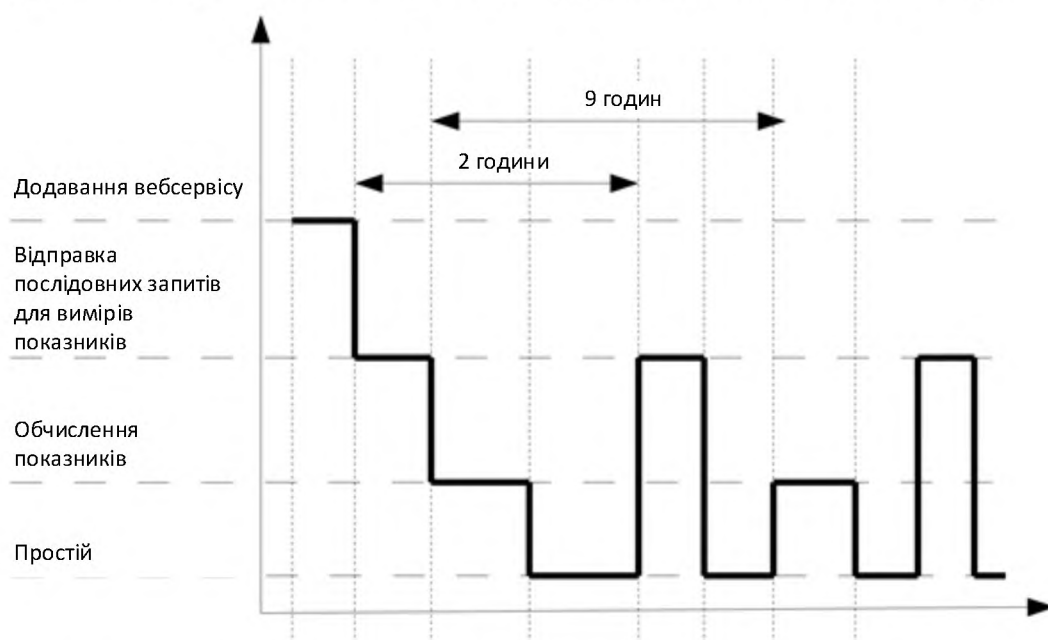 9 годин
2 години
Додавання вебсервісу
Відправка
послідовних запитів
для вимірів
показників
Обчислення
показників
Простій